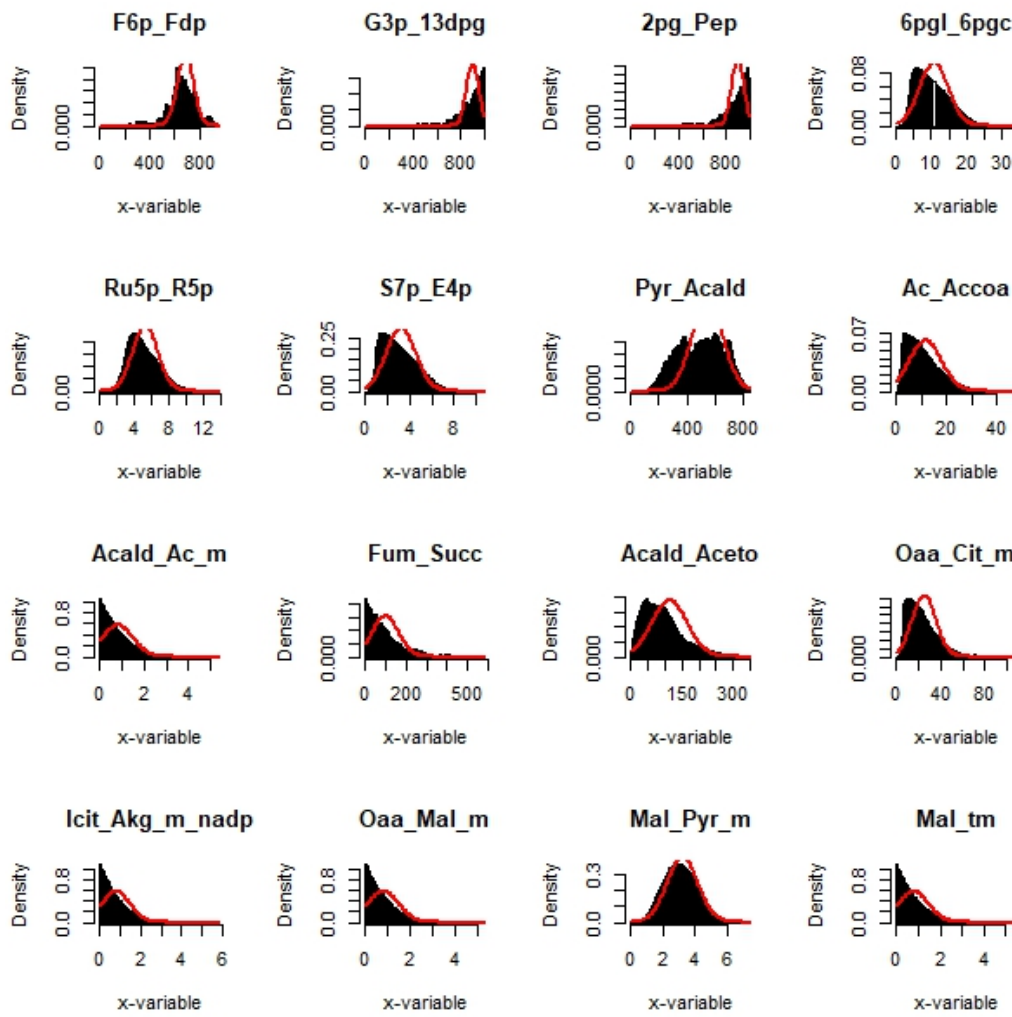 F6p_Fdp
Density
0.000
0 400 800
x-variable
G3p_13dpg
Density
0.000
0 400 800
x-variable
2pg_Pep
Density
0.000
0 400 800
x-variable
6pgl_6pgc
Density
0.00 0.08
0 10 20 30
x-variable
Ru5p_R5p
Density
0.00
0 4 8 12
x-variable
S7p_E4p
Density
0.00 0.25
0 4 8
x-variable
Pyr_Acald
Density
0.0000
0 400 800
x-variable
Ac_Accoa
Density
0.00 0.07
0 20 40
x-variable
Acald_Ac_m
Density
0.0 0.8
0 2 4
x-variable
Fum_Succ
Density
0.000
0 200 500
x-variable
Acald_Aceto
Density
0.000
0 150 300
x-variable
Oaa_Cit_m
Density
0.000
0 40 80
x-variable
Icit_Akg_m_nadp
Density
0.0 0.8
0 2 4 6
x-variable
Oaa_Mal_m
Density
0.0 0.8
0 2 4
x-variable
Mal_Pyr_m
Density
0.0 0.3
0 2 4 6
x-variable
Mal_tm
Density
0.0 0.8
0 2 4
x-variable